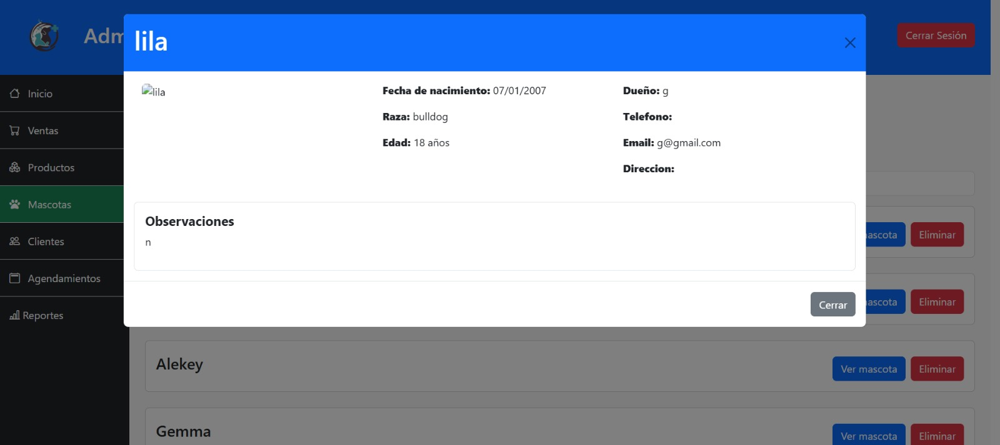 Adm
lila
Cerrar Sesión
Inicio
Ventas
Productos
Mascotas
Clientes
Agendamientos
Reportes
lila
Fecha de nacimiento: 07/01/2007
Raza: bulldog
Edad: 18 años
Dueño: g
Telefono:
Email: g@gmail.com
Direccion:
Observaciones
n
Cerrar
ascota Eliminar
ascota Eliminar
Alekey
Ver mascota Eliminar
Gemma
Ver mascota Eliminar